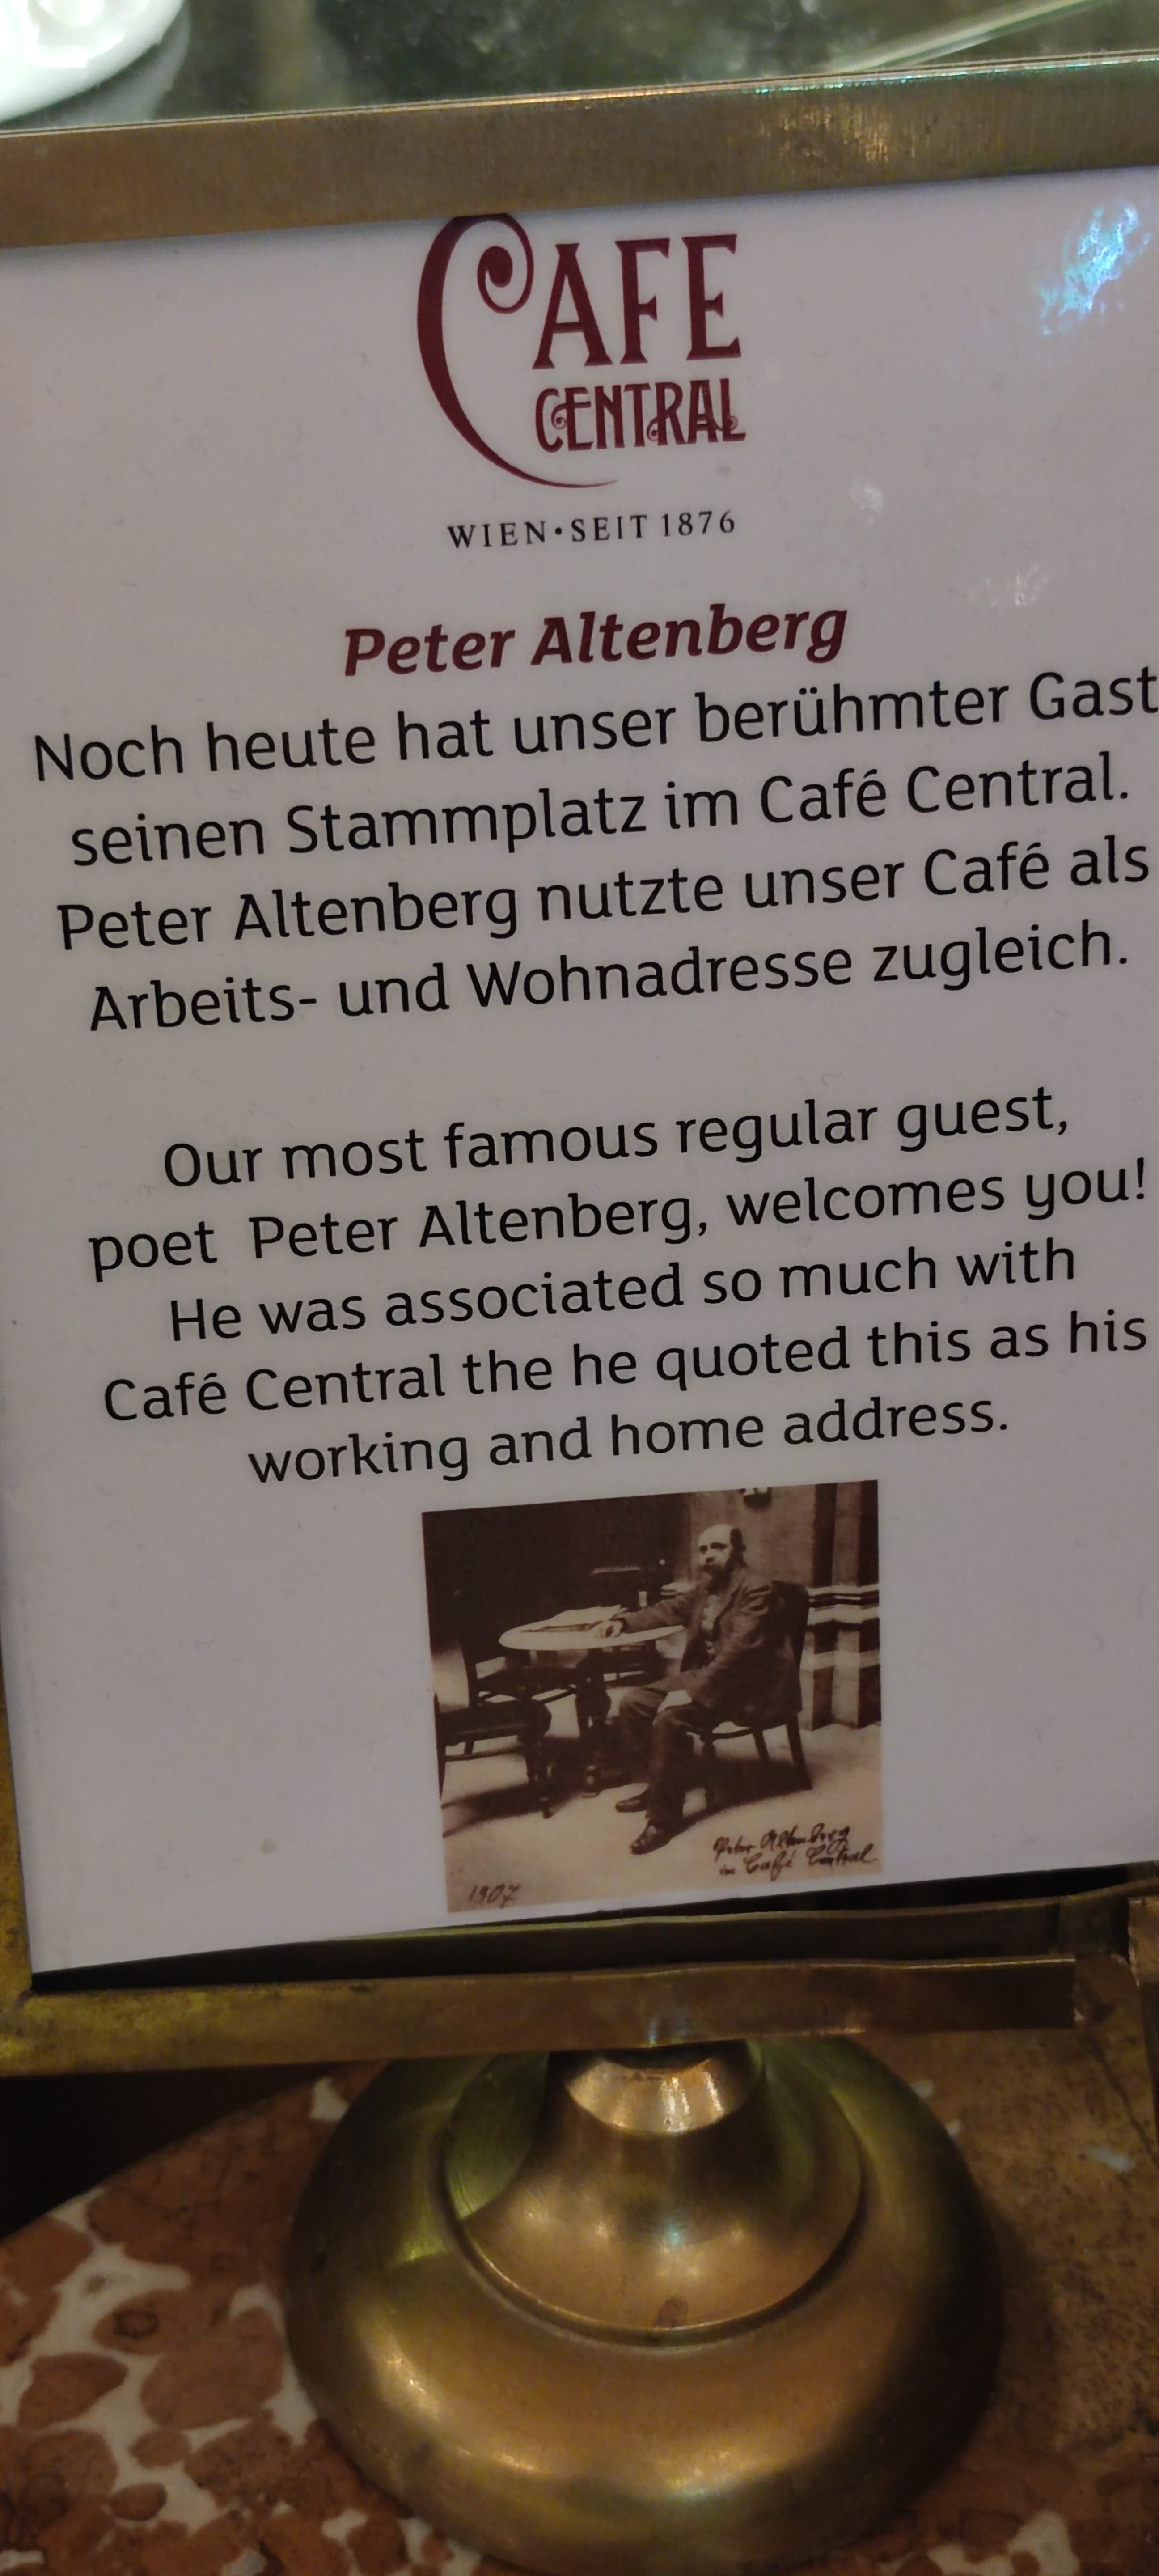 CAFE
CENTRAL
WIEN·SEIT 1876
Peter Altenberg
Noch heute hat unser berühmter Gast
seinen Stammplatz im Café Central.
Peter Altenberg nutzte unser Café als
Arbeits- und Wohnadresse zugleich.
Our most famous regular guest,
poet Peter Altenberg, welcomes you!
He was associated so much with
Café Central the he quoted this as his
working and home address.
Peter Altenberg
im Café Central
1907